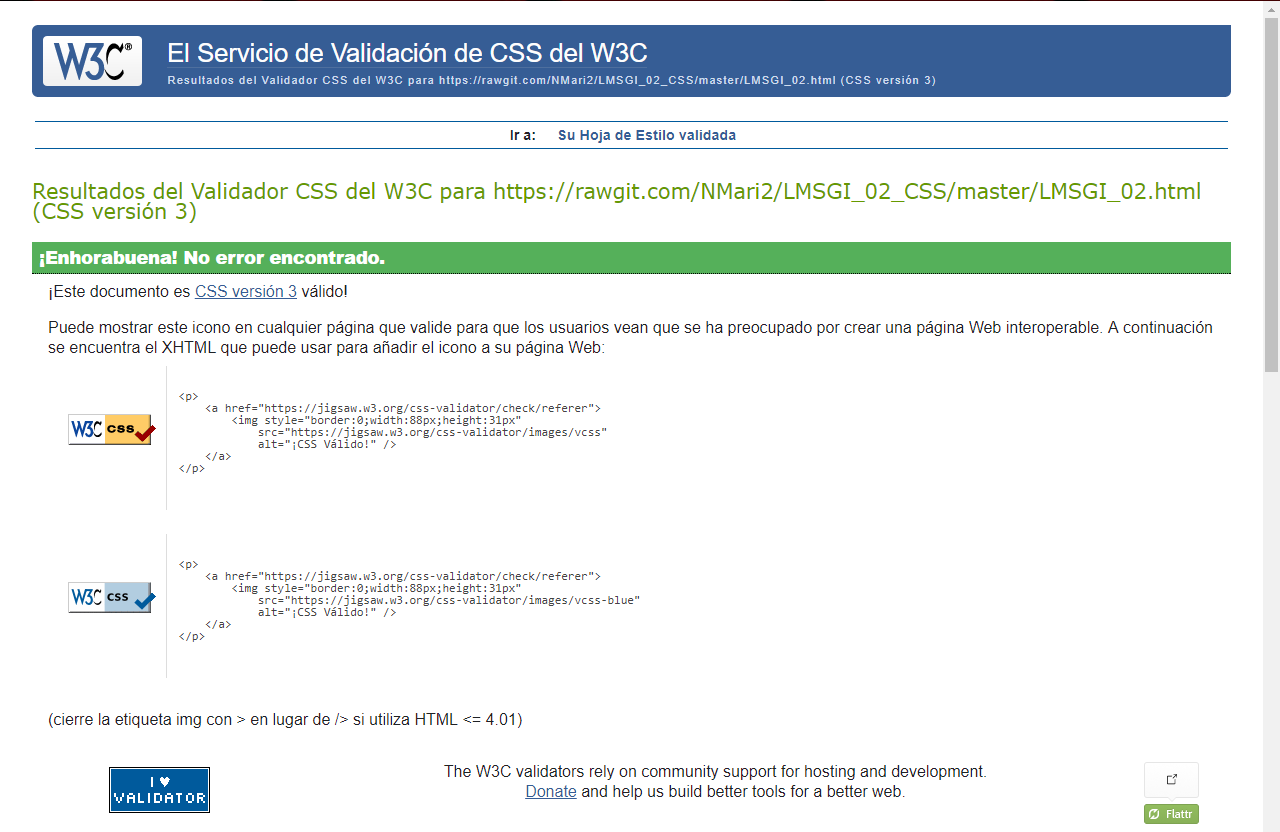 W3C®
El Servicio de Validación de CSS del W3C
Resultados del Validador CSS del W3C para https://rawgit.com/NMari2/LMSGI_02_CSS/master/LMSGI_02.html (CSS versión 3)
Ir a: Su Hoja de Estilo validada
Resultados del Validador CSS del W3C para https://rawgit.com/NMari2/LMSGI_02_CSS/master/LMSGI_02.html
(CSS versión 3)
¡Enhorabuena! No error encontrado.
¡Este documento es CSS versión 3 válido!
Puede mostrar este icono en cualquier página que valide para que los usuarios vean que se ha preocupado por crear una página Web interoperable. A continuación
se encuentra el XHTML que puede usar para añadir el icono a su página Web:
W3C css
<p>
<a href="https://jigsaw.w3.org/css-validator/check/referer">
<img style="border:0;width:88px;height:31px"
src="https://jigsaw.w3.org/css-validator/images/vcss"
alt="¡CSS Válido!" />
</a>
</p>
W3C css
<p>
<a href="https://jigsaw.w3.org/css-validator/check/referer">
<img style="border:0;width:88px;height:31px"
src="https://jigsaw.w3.org/css-validator/images/vcss-blue"
alt="¡CSS Válido!" />
</a>
</p>
(cierre la etiqueta img con > en lugar de /> si utiliza HTML <= 4.01)
I ♥
VALIDATOR
The W3C validators rely on community support for hosting and development.
Donate and help us build better tools for a better web.
Flattr